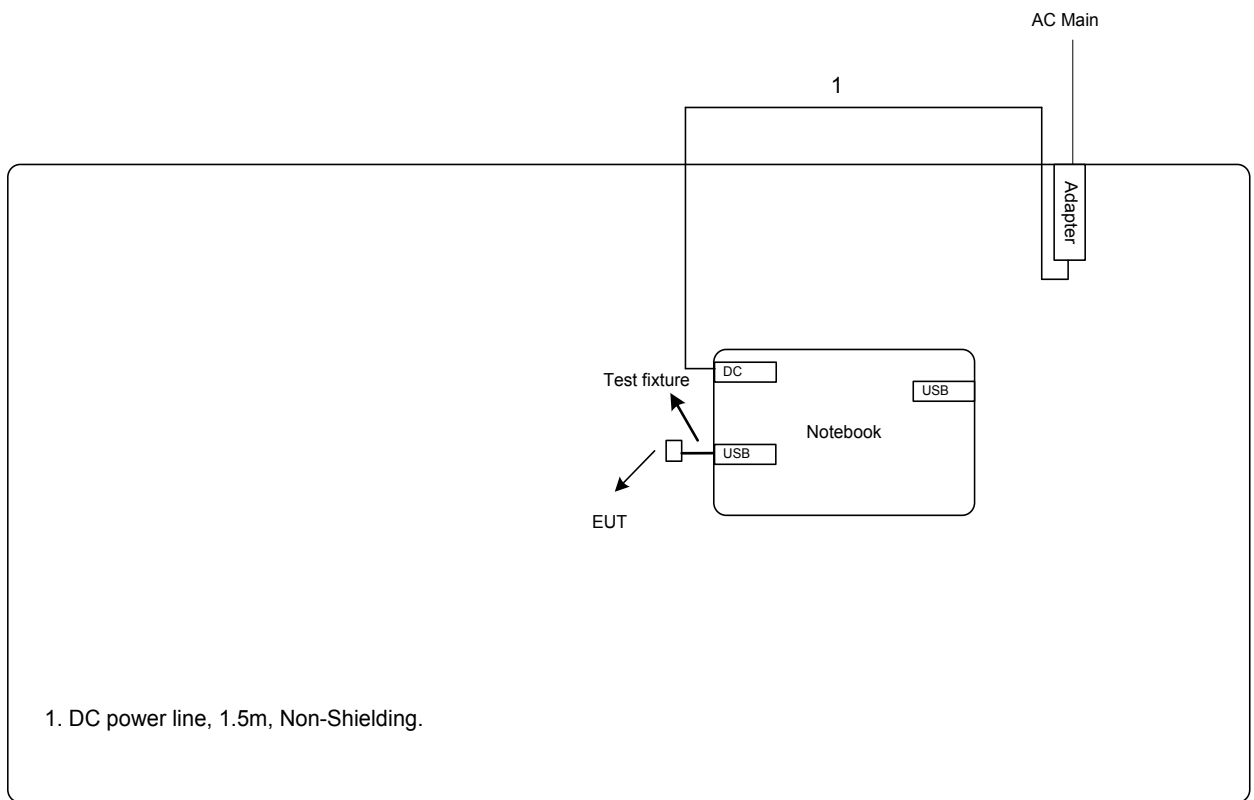 AC Main
1
Adapter
DC
Test fixture
USB
Notebook
USB
EUT
1. DC power line, 1.5m, Non-Shielding.